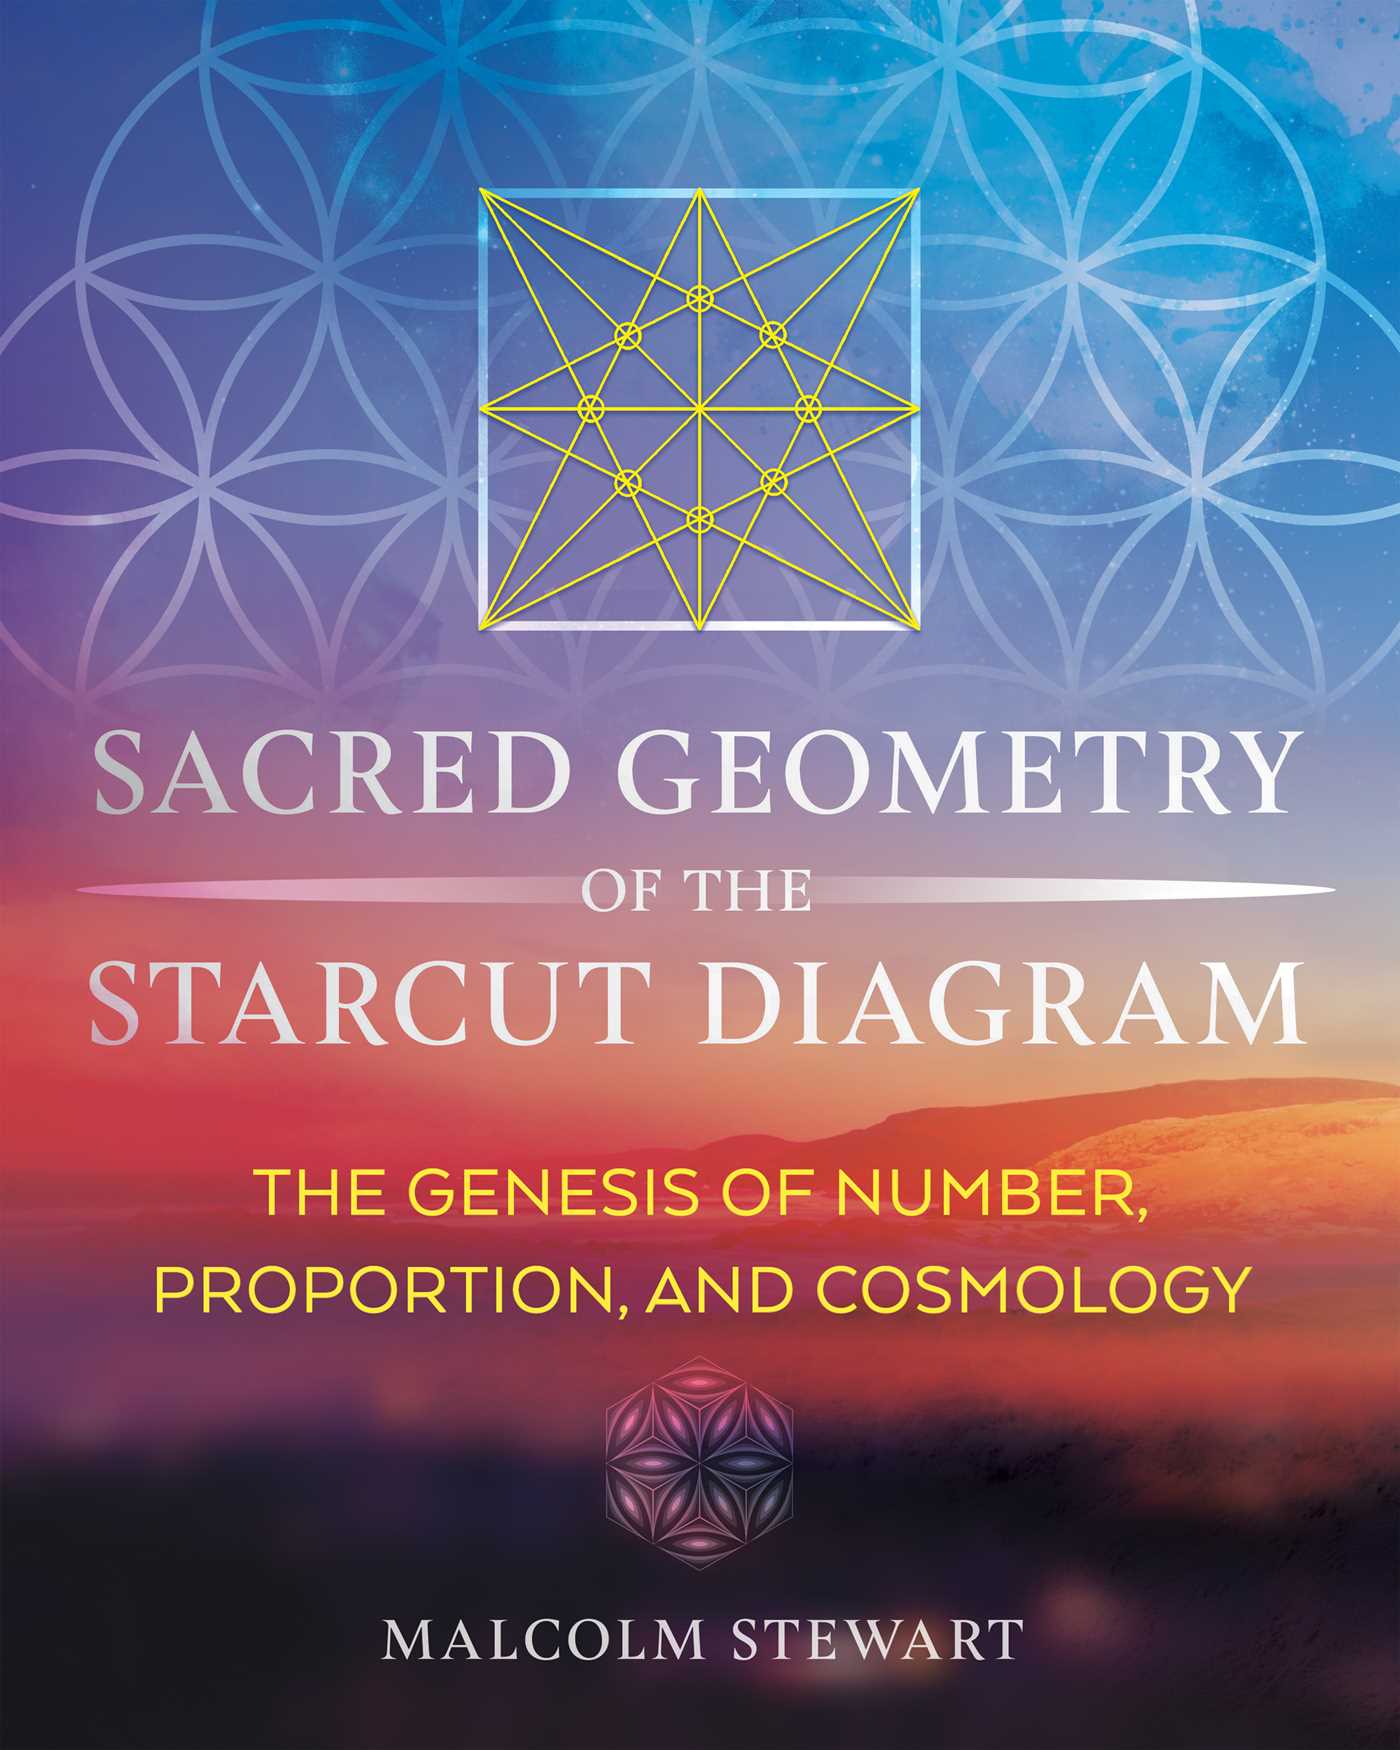 SACRED GEOMETRY
OF THE
STARCUT DIAGRAM
THE GENESIS OF NUMBER,
PROPORTION, AND COSMOLOGY
MALCOLM STEWART